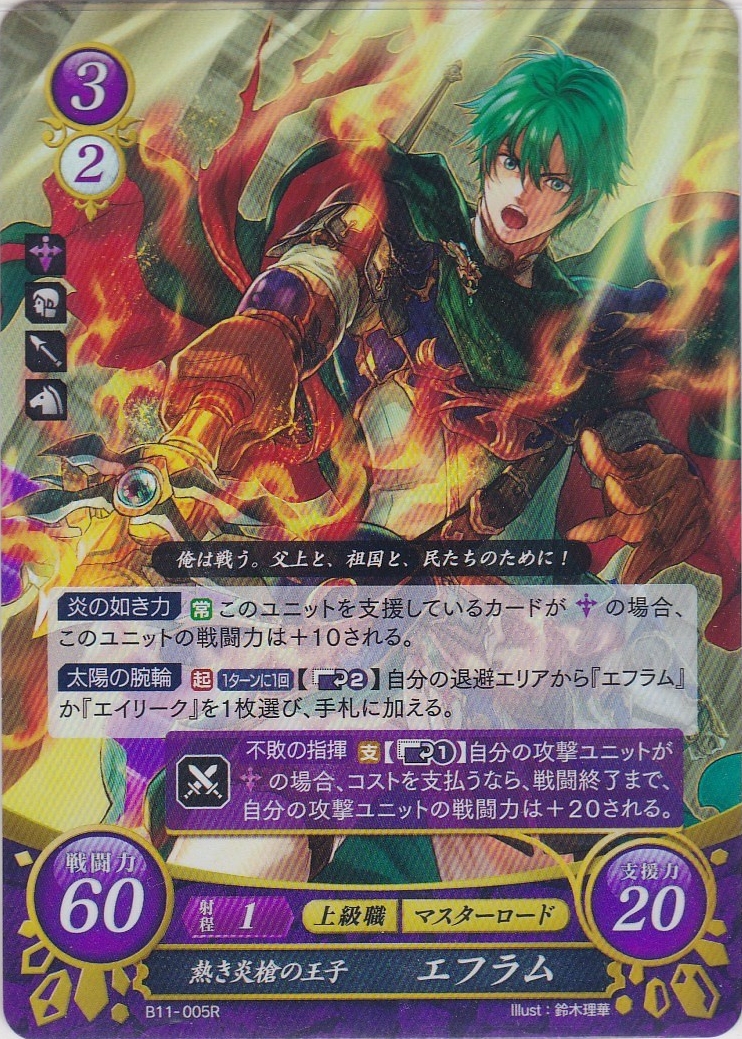 3
2
俺は戦う。父上と、祖国と、民たちのために！
炎の如き力 常 このユニットを支援しているカードが の場合、
このユニットの戦闘力は＋10される。
太陽の腕輪 起 1ターンに1回 【 2】自分の退避エリアから『エフラム』
か『エイリーク』を1枚選び、手札に加える。
不敗の指揮 支 【 1】自分の攻撃ユニットが
の場合、コストを支払うなら、戦闘終了まで、
自分の攻撃ユニットの戦闘力は＋20される。
戦闘力
60
射程 1 上級職 マスターロード
支援力
20
熱き炎槍の王子 エフラム
B11-005R Illust：鈴木理華